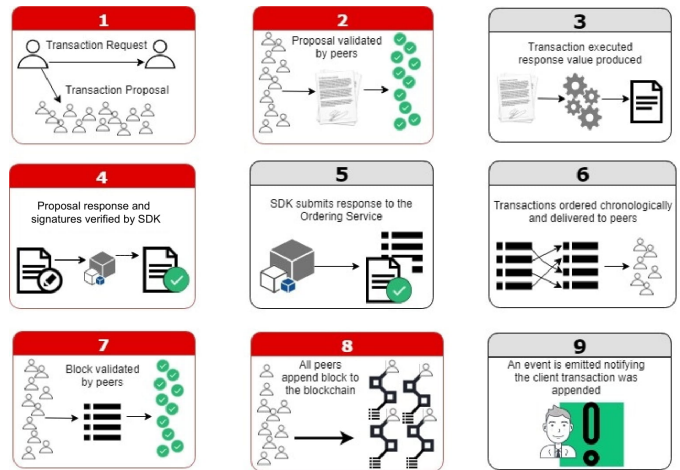 1
Transaction Request
Transaction Proposal
2
Proposal validated
by peers
3
Transaction executed
response value produced
4
Proposal response and
signatures verified by SDK
5
SDK submits response to the
Ordering Service
6
Transactions ordered chronologically
and delivered to peers
7
Block validated
by peers
8
All peers
append block to
the blockchain
9
An event is emitted notifying
the client transaction was
appended